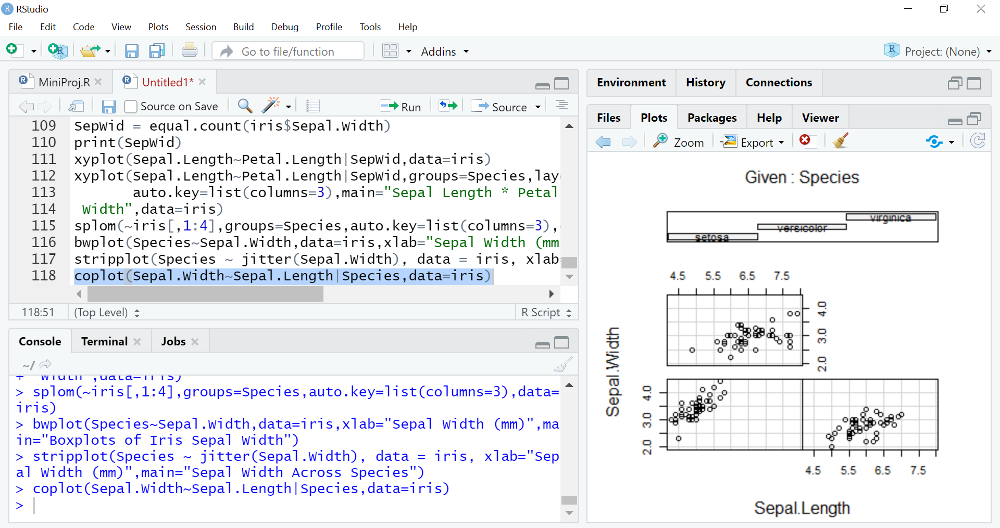 RStudio
File Edit Code View Plots Session Build Debug Profile Tools Help
Go to file/function Addins Project: (None)
MiniProj.R Untitled1*
Source on Save Run Source
109 SepWid = equal.count(iris$Sepal.Width)
110 print(SepWid)
111 xyplot(Sepal.Length~Petal.Length|SepWid,data=iris)
112 xyplot(Sepal.Length~Petal.Length|SepWid,groups=Species,lay
113 auto.key=list(columns=3),main="Sepal Length * Petal
114 Width",data=iris)
115 splom(~iris[,1:4],groups=Species,auto.key=list(columns=3),
116 bwplot(Species~Sepal.Width,data=iris,xlab="Sepal Width (mm
117 stripplot(Species ~ jitter(Sepal.Width), data = iris, xlab
118 coplot(Sepal.Width~Sepal.Length|Species,data=iris)
118:51 (Top Level) R Script
Console Terminal Jobs
~/
+ Width",data=iris)
> splom(~iris[,1:4],groups=Species,auto.key=list(columns=3),data=
iris)
> bwplot(Species~Sepal.Width,data=iris,xlab="Sepal Width (mm)",ma
in="Boxplots of Iris Sepal Width")
> stripplot(Species ~ jitter(Sepal.Width), data = iris, xlab="Sep
al Width (mm)",main="Sepal Width Across Species")
> coplot(Sepal.Width~Sepal.Length|Species,data=iris)
>
Environment History Connections
Files Plots Packages Help Viewer
Zoom Export
Given : Species
virginica
versicolor
setosa
4.5 5.5 6.5 7.5
4.0
3.0
2.0
Sepal.Width
4.0
3.0
2.0
4.5 5.5 6.5 7.5
Sepal.Length